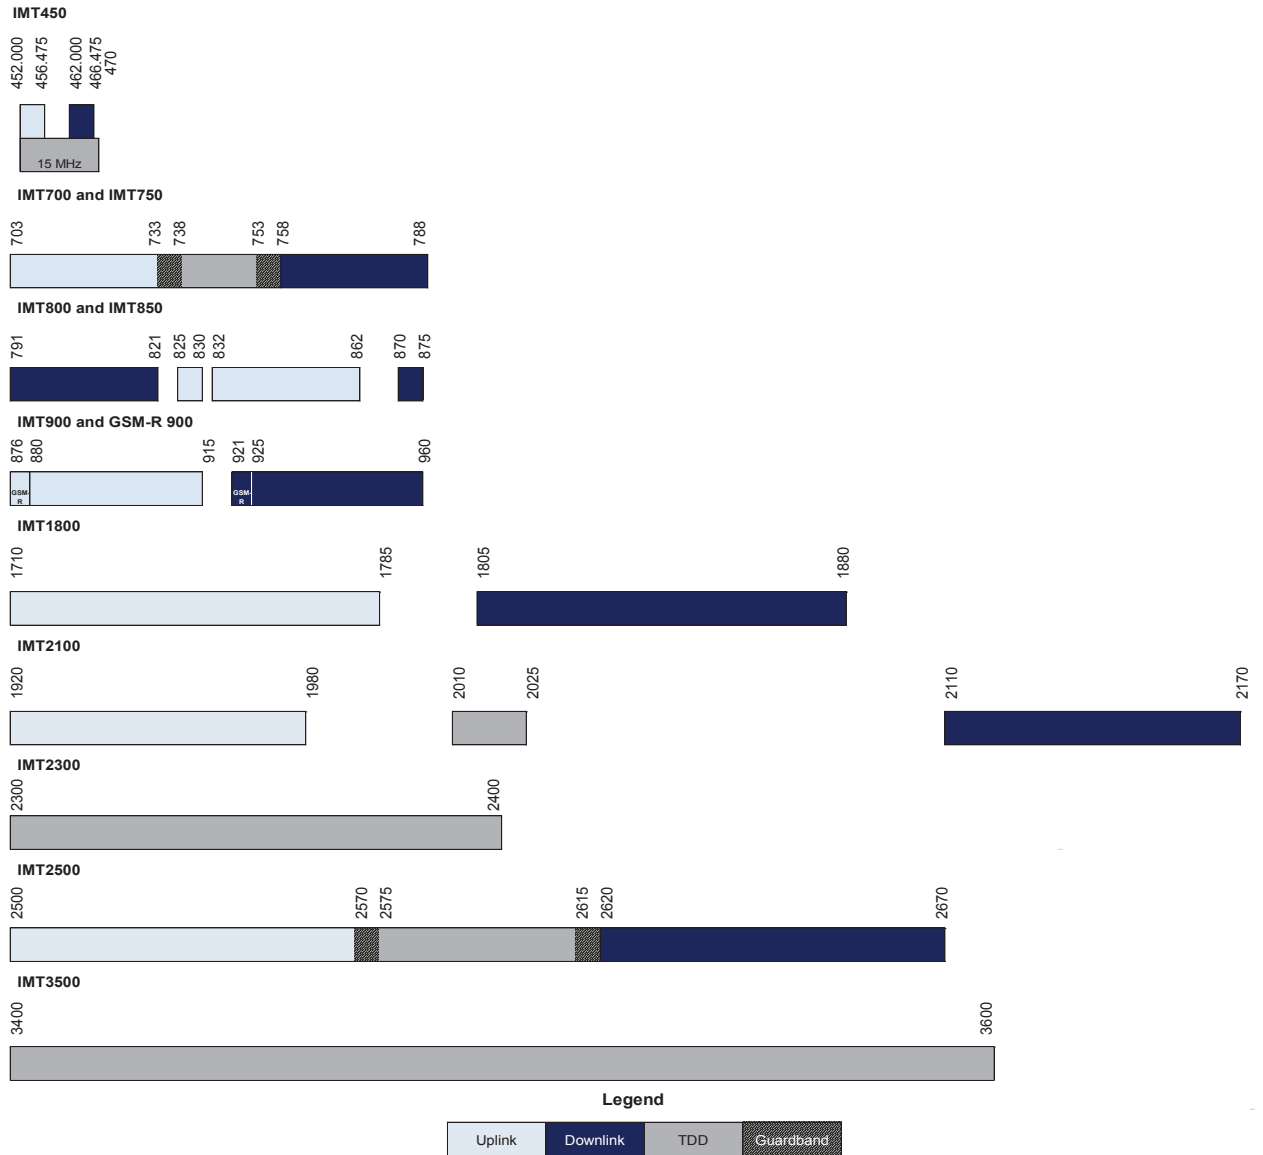 IMT450
452.000 456.475 462.000 466.475 470
15 MHz
IMT700 and IMT750
703 733 738 753 758 788
IMT800 and IMT850
791 821 825 830 832 862 870 875
IMT900 and GSM-R 900
876 880 915 921 925 960
GSM- GSM-
R R
IMT1800
1710 1785 1805 1880
IMT2100
1920 1980 2010 2025 2110 2170
IMT2300
2300 2400
IMT2500
2500 2570 2575 2615 2620 2670
IMT3500
3400 3600
Legend
Uplink Downlink TDD Guardband